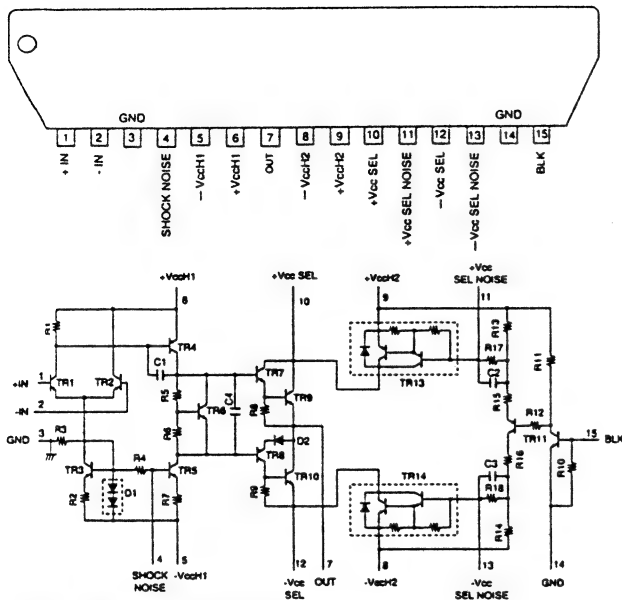 GND GND
1 2 3 4 5 6 7 8 9 10 11 12 13 14 15
+ IN
- IN
SHOCK NOISE
- VccH1
+VccH1
OUT
- VccH2
+VccH2
+Vcc SEL
+Vcc SEL NOISE
- Vcc SEL
- Vcc SEL NOISE
BLK
+VccH1 +Vcc SEL +VccH2 +Vcc
SEL NOISE
6 10 9 11
R1 TR4 R13 R11
C1 R17
TR13
+IN 1 TR1 TR2 R5 TR7 R15
2 TR6 C4 R8 TR9
-IN R12
GND 3 R3 R6 D2 TR11 15 BLK
R4 TR8 R16 R10
TR3 TR5 TR10 TR14
R2 D1 R7 R9 R18
R14
4 5 12 7 8 13 14
SHOCK
NOISE
-VccH1
-Vcc
SEL
OUT
-VccH2
-Vcc
SEL NOISE
GND